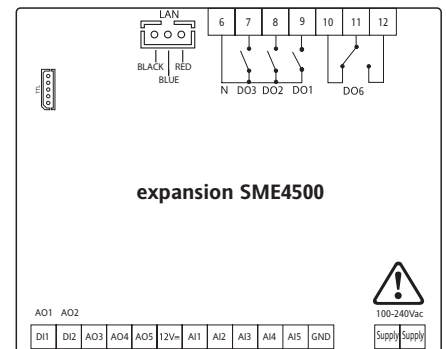 LAN
6 7 8 9 10 11 12
BLACK RED
BLUE
N DO3 DO2 DO1 DO6
TTL
expansion SME4500
100-240Vac
AO1 AO2
DI1 DI2 AO3 AO4 AO5 12V= AI1 AI2 AI3 AI4 AI5 GND Supply Supply